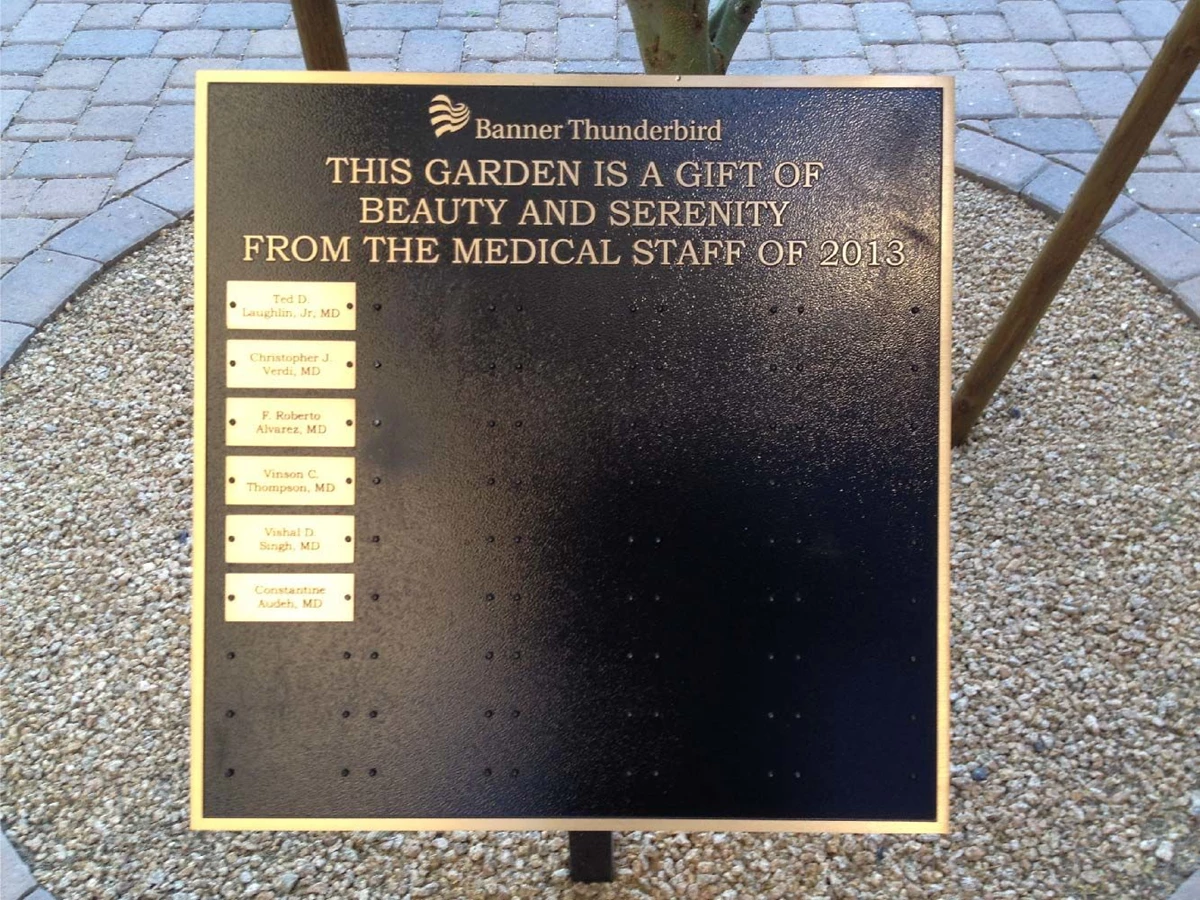 Banner Thunderbird
THIS GARDEN IS A GIFT OF
BEAUTY AND SERENITY
FROM THE MEDICAL STAFF OF 2013
Ted D.
Laughlin, Jr, MD
Christopher J.
Verdi, MD
F. Roberto
Alvarez, MD
Vinson C.
Thompson, MD
Vishal D.
Singh, MD
Constantine
Audeh, MD